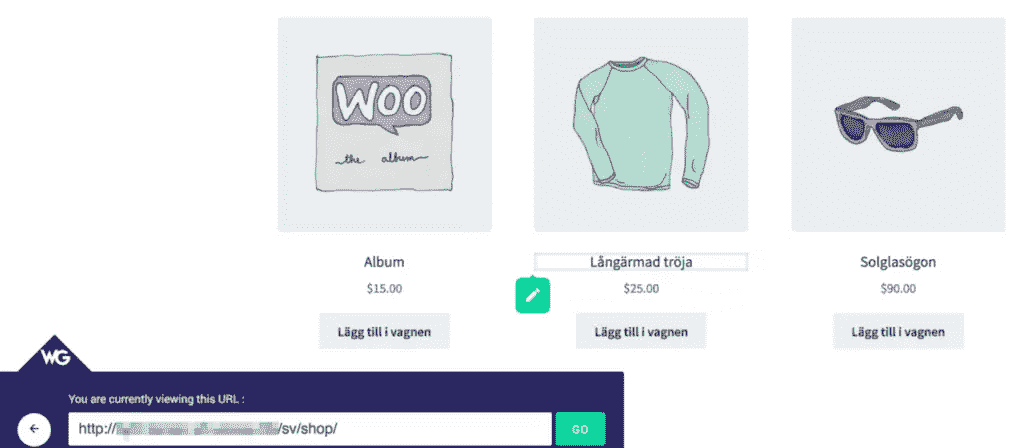 WOO
the album
Album
Långärmad tröja
Solglasögon
$15.00
$25.00
$90.00
Lägg till i vagnen
Lägg till i vagnen
Lägg till i vagnen
WG
You are currently viewing this URL :
http:// /sv/shop/
GO